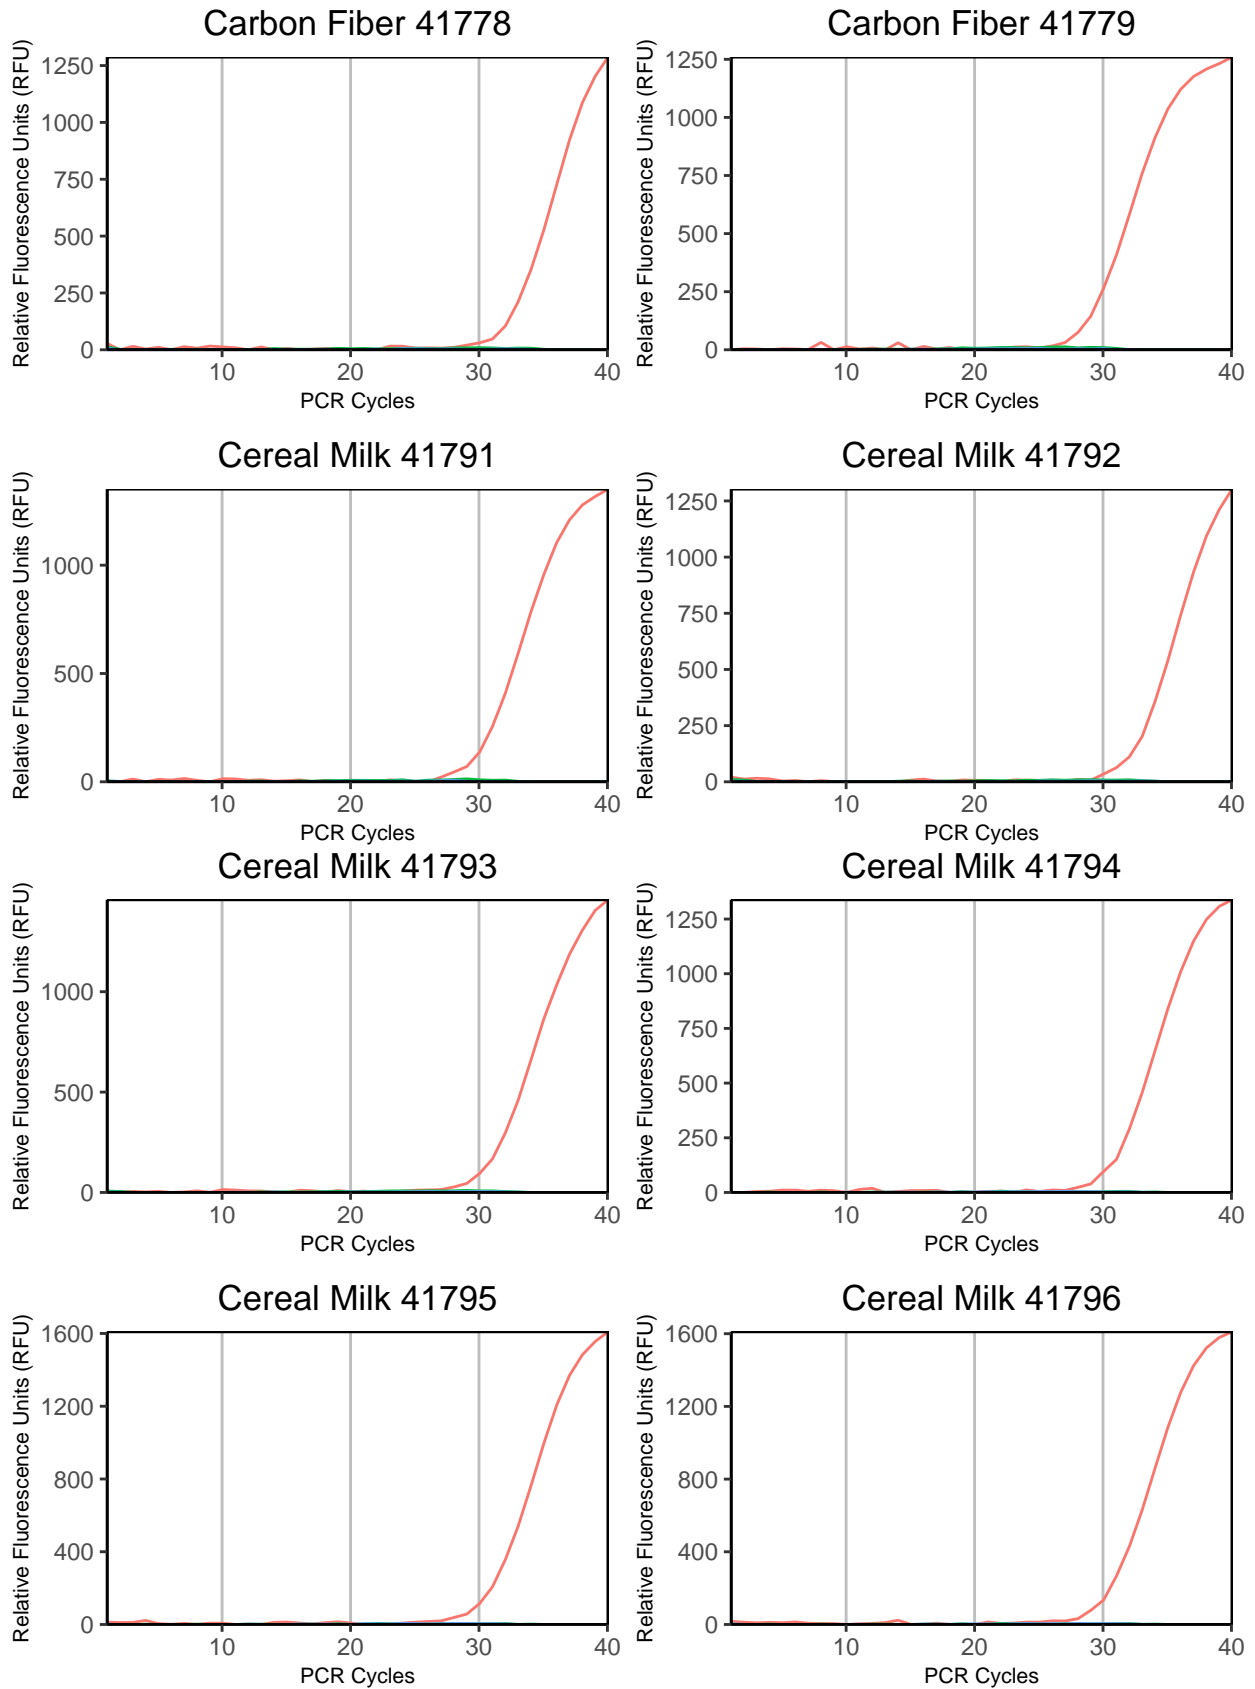 Carbon Fiber 41778
Relative Fluorescence Units (RFU)
1250
1000
750
500
250
0
10 20 30 40
PCR Cycles
Carbon Fiber 41779
Relative Fluorescence Units (RFU)
1250
1000
750
500
250
0
10 20 30 40
PCR Cycles
Cereal Milk 41791
Relative Fluorescence Units (RFU)
1000
500
0
10 20 30 40
PCR Cycles
Cereal Milk 41792
Relative Fluorescence Units (RFU)
1250
1000
750
500
250
0
10 20 30 40
PCR Cycles
Cereal Milk 41793
Relative Fluorescence Units (RFU)
1000
500
0
10 20 30 40
PCR Cycles
Cereal Milk 41794
Relative Fluorescence Units (RFU)
1250
1000
750
500
250
0
10 20 30 40
PCR Cycles
Cereal Milk 41795
Relative Fluorescence Units (RFU)
1600
1200
800
400
0
10 20 30 40
PCR Cycles
Cereal Milk 41796
Relative Fluorescence Units (RFU)
1600
1200
800
400
0
10 20 30 40
PCR Cycles